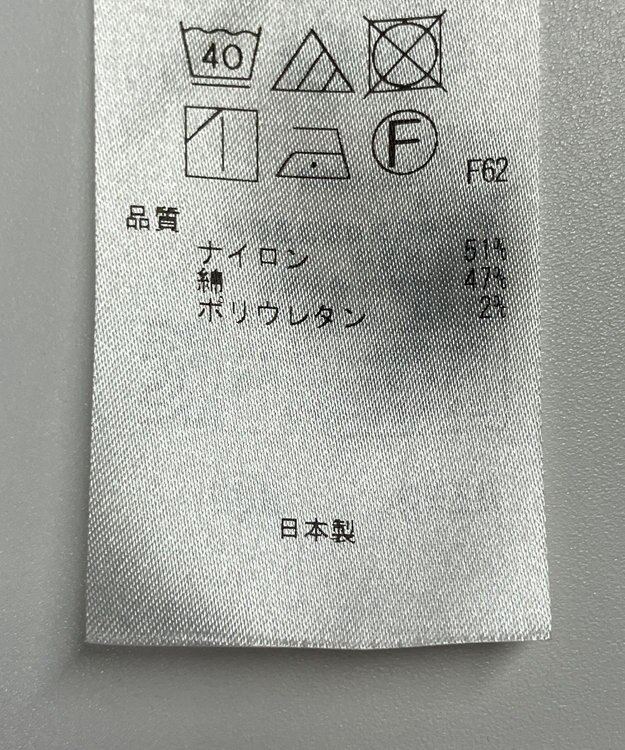 40
F
F62
品質
ナイロン 51%
綿 47%
ポリウレタン 2%
日本製